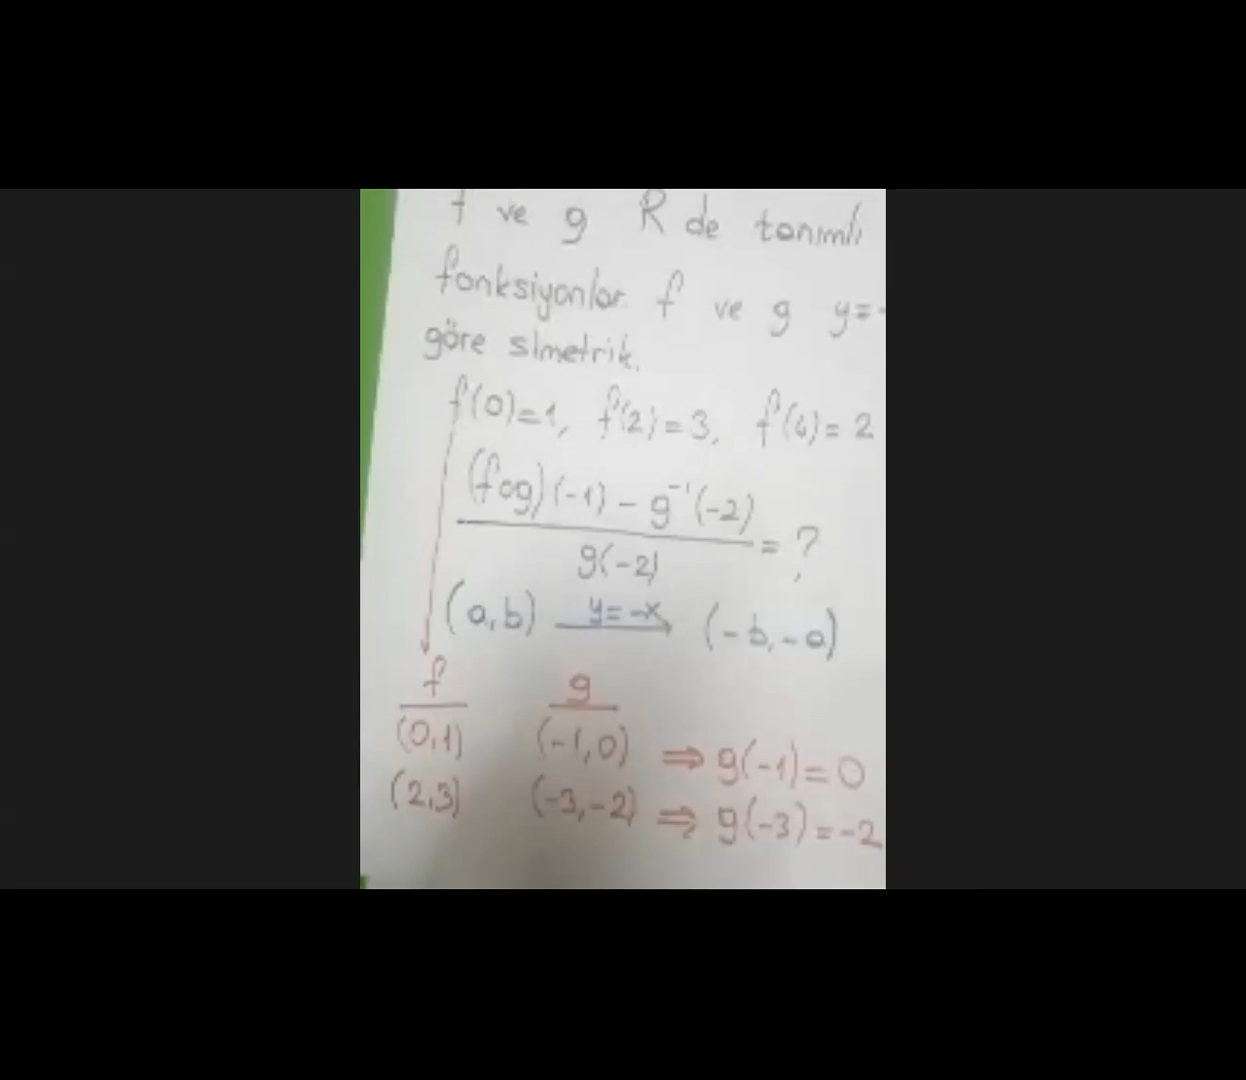 f ve g R de tanımlı
fonksiyonlar. f ve g y=-
göre simetrik.
f(0)=1, f(2)=3, f(4)=2
(fog)(-1) - g⁻¹(-2)
g(-2)
= ?
(a,b) y=-x (-b,-a)
f g
(0,1) (-1,0) ⇒ g(-1)=0
(2,3) (-3,-2) ⇒ g(-3)=-2